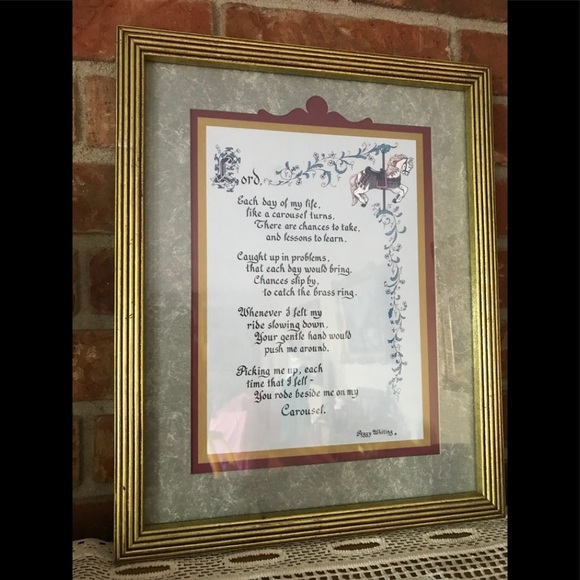 Lord,
Each day of my life,
like a carousel turns.
There are chances to take,
and lessons to learn.
Caught up in problems,
that each day would bring.
Chances slip by,
to catch the brass ring.
Whenever I felt my
ride slowing down,
Your gentle hand would
push me around.
Picking me up, each
time that I fell -
You rode beside me on my
Carousel.
Peggy Whitting